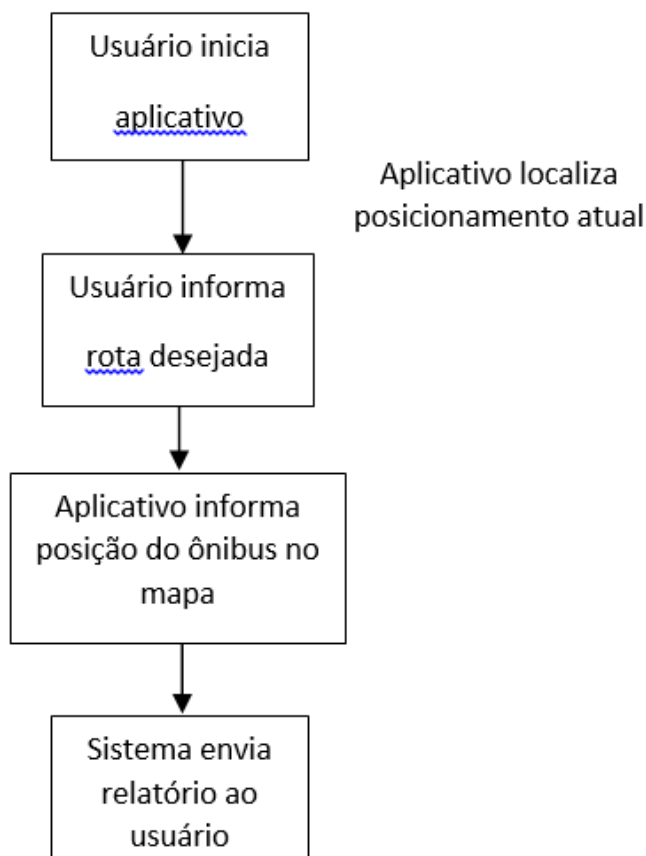 Usuário inicia
aplicativo
Aplicativo localiza
posicionamento atual
Usuário informa
rota desejada
Aplicativo informa
posição do ônibus no
mapa
Sistema envia
relatório ao
usuário